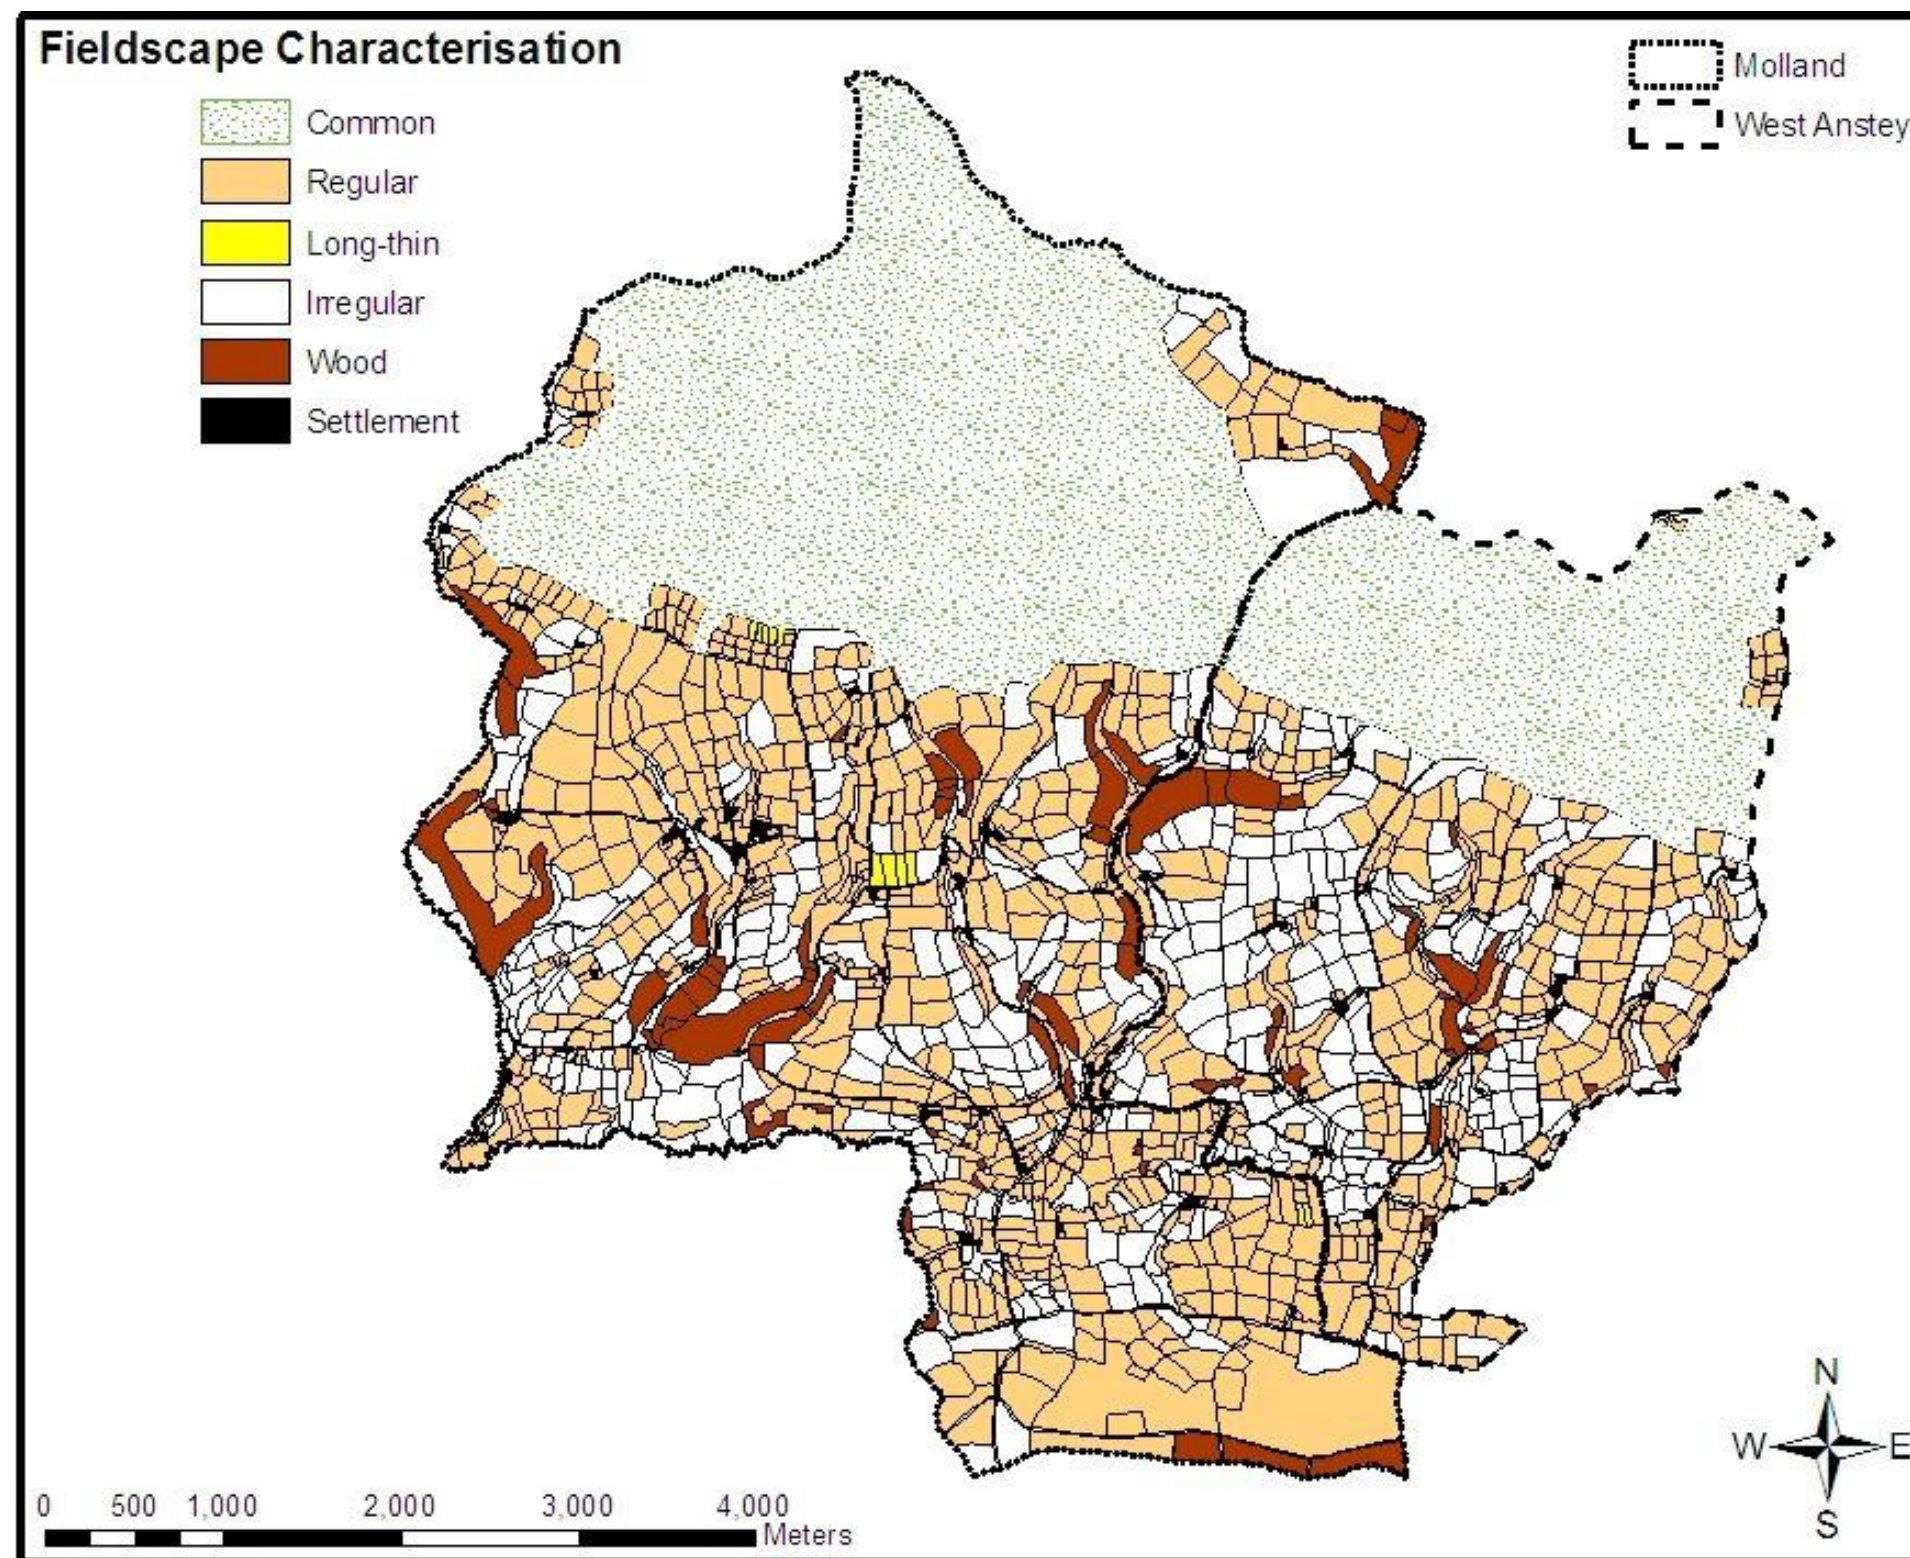 Fieldscape Characterisation
Common
Regular
Long-thin
Irregular
Wood
Settlement
Molland
West Anstey
N
W E
S
0 500 1,000 2,000 3,000 4,000
Meters